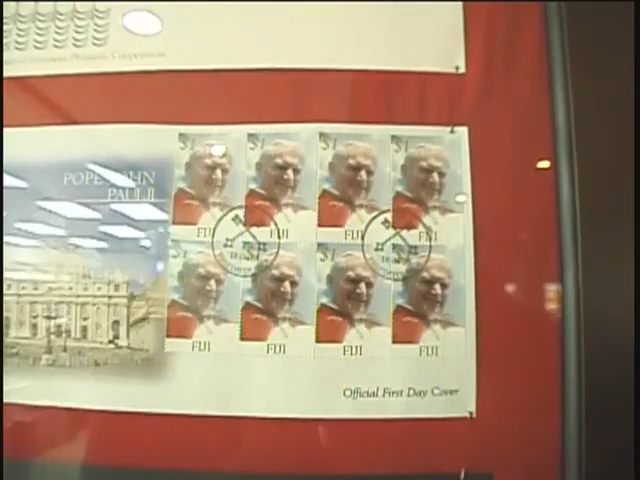 POPE JOHN
PAUL II
$1 $1 $1 $1
FIJI FIJI FIJI FIJI
$1
FIJI FIJI FIJI FIJI
Official First Day Cover